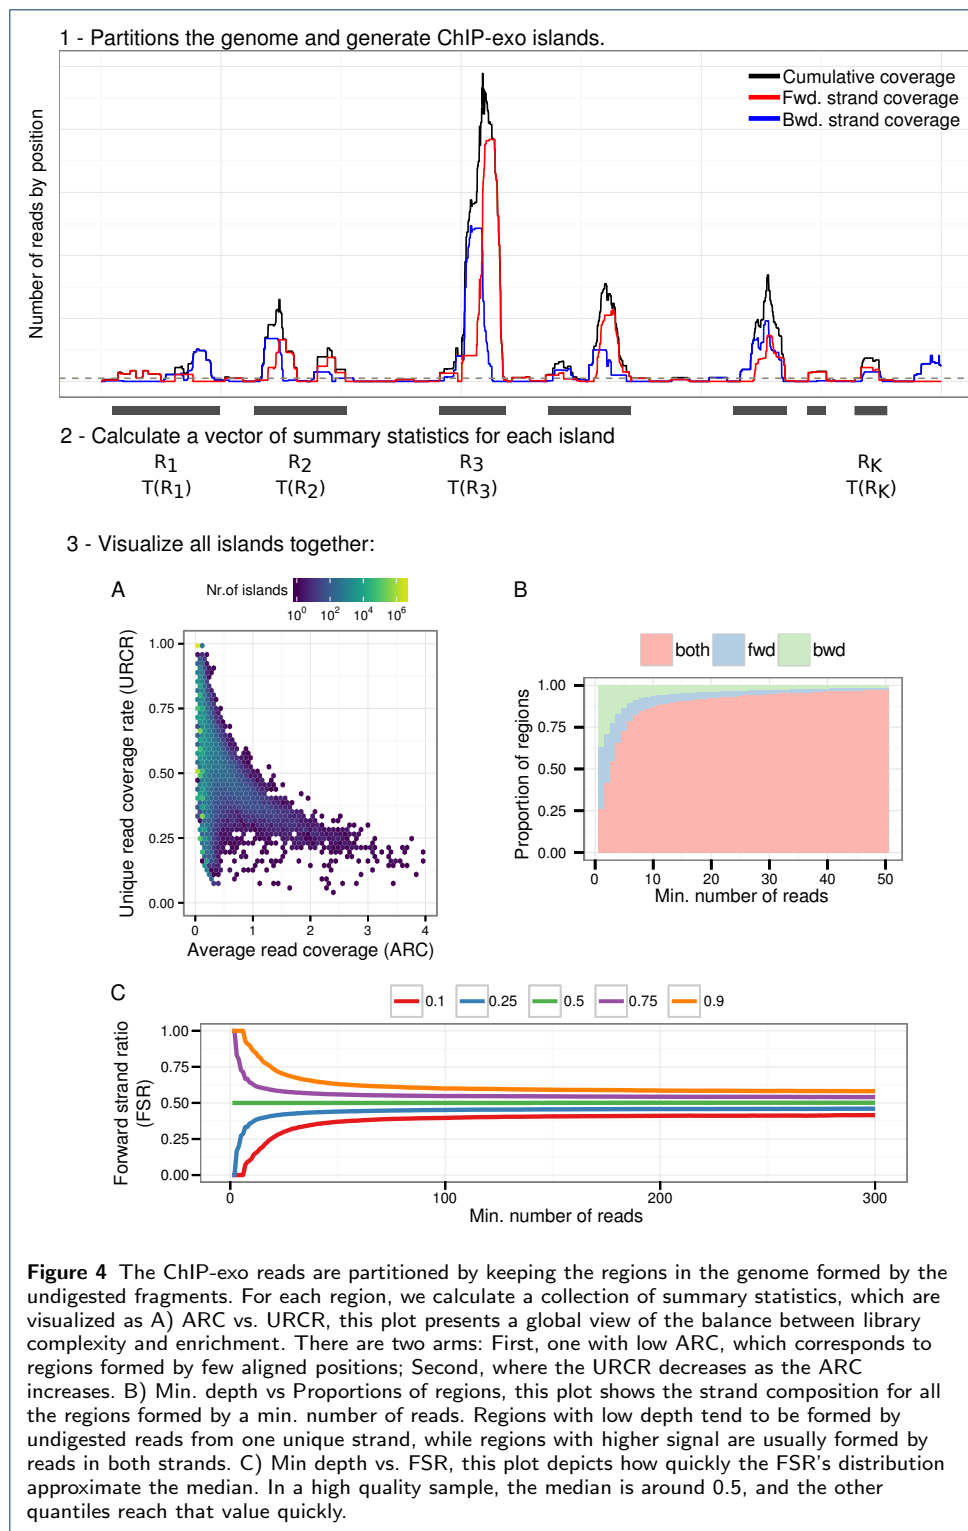 1 - Partitions the genome and generate ChIP-exo islands.
Cumulative coverage
Fwd. strand coverage
Bwd. strand coverage
Number of reads by position
2 - Calculate a vector of summary statistics for each island
R1 R2 R3 RK
T(R1) T(R2) T(R3) T(RK)
3 - Visualize all islands together:
A
Nr.of islands
10^0 10^2 10^4 10^6
Unique read coverage rate (URCR)
1.00
0.75
0.50
0.25
0.00
0 1 2 3 4
Average read coverage (ARC)
B
both fwd bwd
Proportion of regions
1.00
0.75
0.50
0.25
0.00
0 10 20 30 40 50
Min. number of reads
C
0.1 0.25 0.5 0.75 0.9
Forward strand ratio
(FSR)
1.00
0.75
0.50
0.25
0.00
0 100 200 300
Min. number of reads
Figure 4 The ChIP-exo reads are partitioned by keeping the regions in the genome formed by the
undigested fragments. For each region, we calculate a collection of summary statistics, which are
visualized as A) ARC vs. URCR, this plot presents a global view of the balance between library
complexity and enrichment. There are two arms: First, one with low ARC, which corresponds to
regions formed by few aligned positions; Second, where the URCR decreases as the ARC
increases. B) Min. depth vs Proportions of regions, this plot shows the strand composition for all
the regions formed by a min. number of reads. Regions with low depth tend to be formed by
undigested reads from one unique strand, while regions with higher signal are usually formed by
reads in both strands. C) Min depth vs. FSR, this plot depicts how quickly the FSR's distribution
approximate the median. In a high quality sample, the median is around 0.5, and the other
quantiles reach that value quickly.